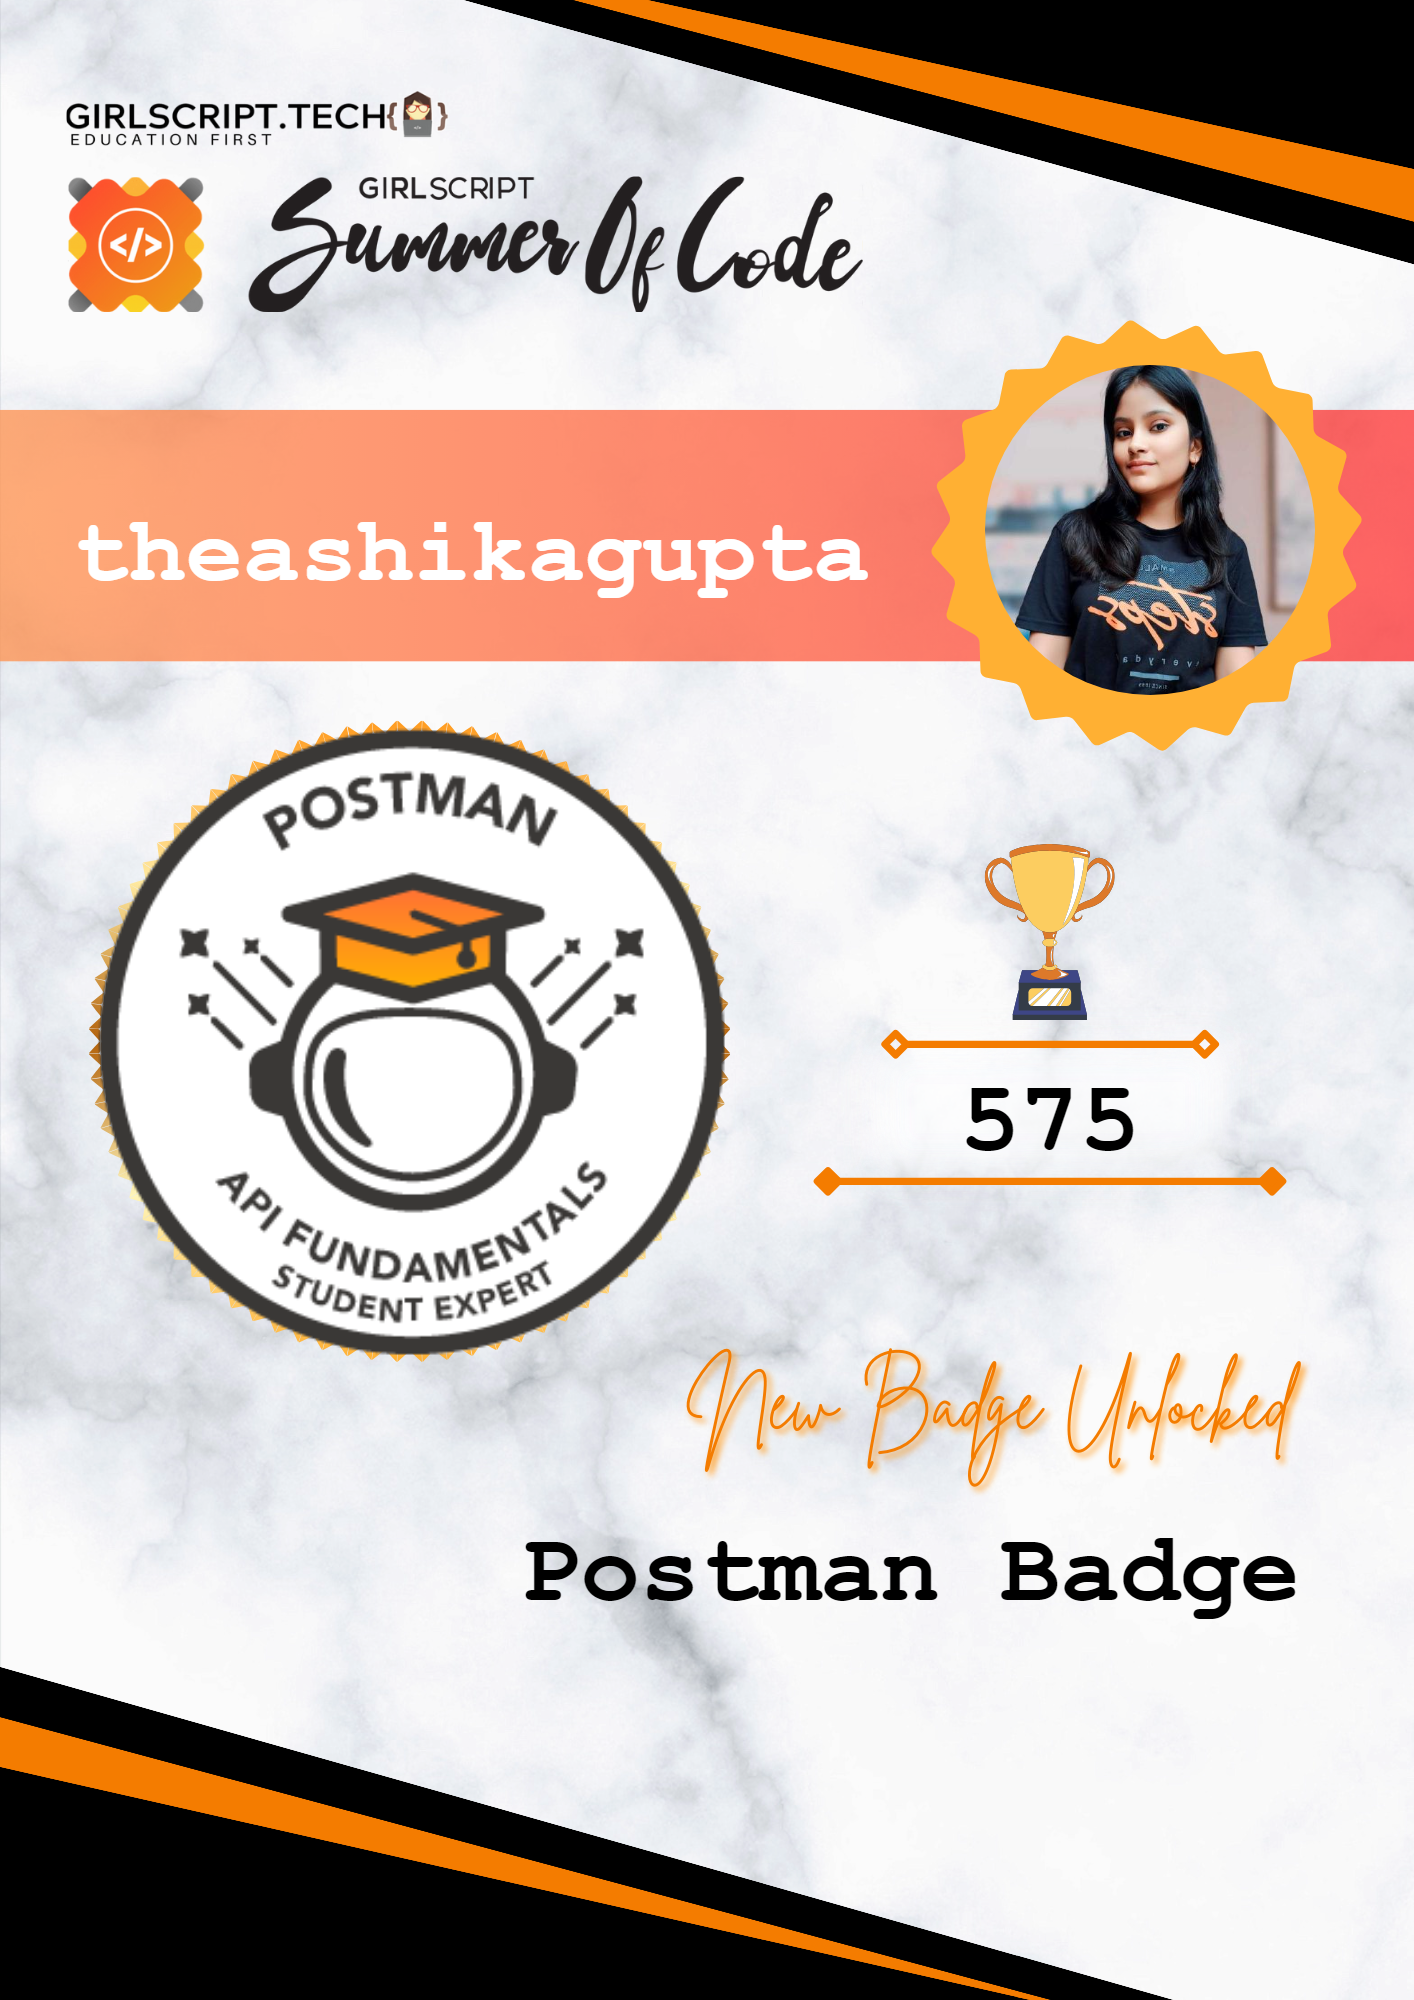 GIRLSCRIPT.TECH{ }
EDUCATION FIRST
</>
GIRLSCRIPT
Summer Of Code
theashikagupta
steps
POSTMAN
API FUNDAMENTALS
STUDENT EXPERT
575
New Badge Unlocked
Postman Badge